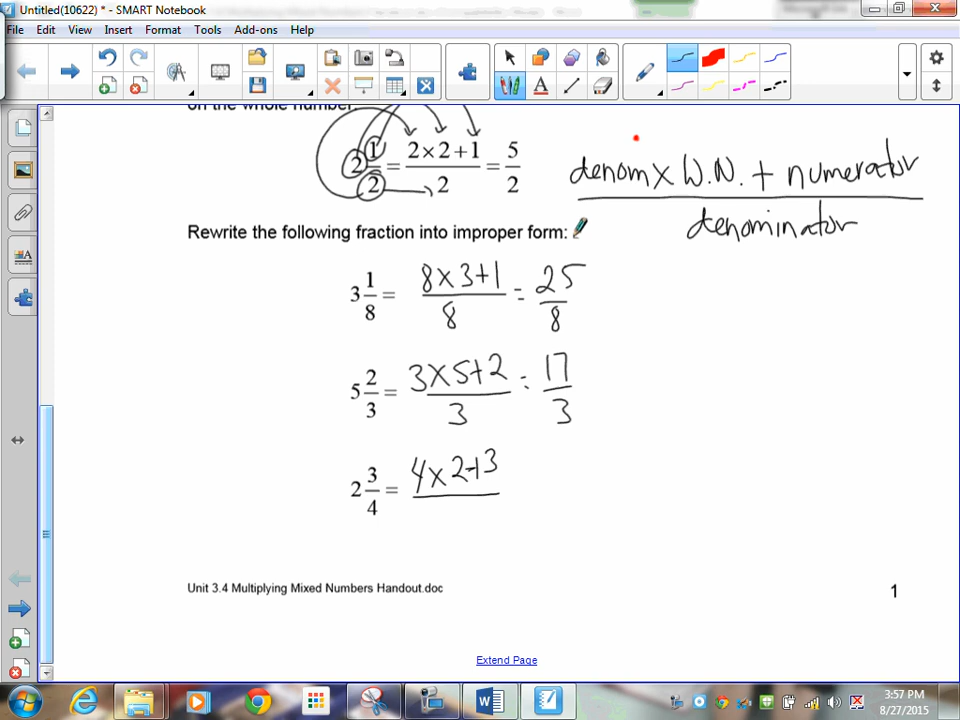 Untitled(10622) * - SMART Notebook
File Edit View Insert Format Tools Add-ons Help
on the whole number.
2 1/2 = 2 × 2 + 1 / 2 = 5/2
denom x W.N. + numerator
denominator
Rewrite the following fraction into improper form:
3 1/8 = 8 x 3 + 1 / 8 = 25/8
5 2/3 = 3 x 5 + 2 / 3 = 17/3
2 3/4 = 4 x 2 + 3
Unit 3.4 Multiplying Mixed Numbers Handout.doc
1
Extend Page
3:57 PM
8/27/2015